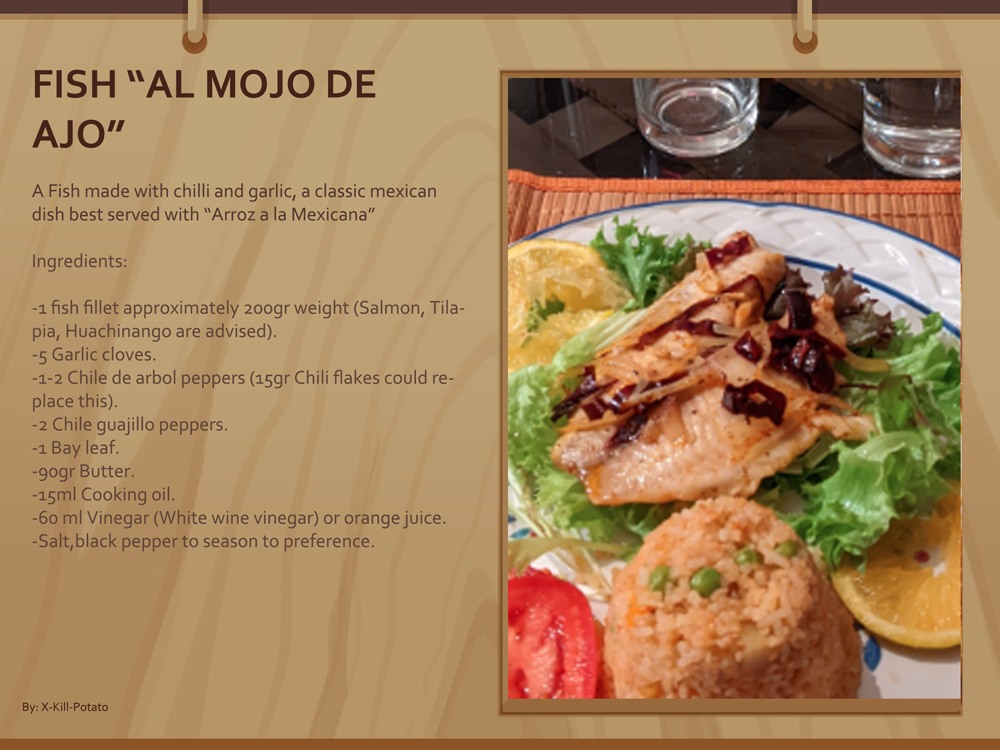 FISH “AL MOJO DE
AJO”
A Fish made with chilli and garlic, a classic mexican
dish best served with “Arroz a la Mexicana”
Ingredients:
-1 fish fillet approximately 200gr weight (Salmon, Tila-
pia, Huachinango are advised).
-5 Garlic cloves.
-1-2 Chile de arbol peppers (15gr Chili flakes could re-
place this).
-2 Chile guajillo peppers.
-1 Bay leaf.
-90gr Butter.
-15ml Cooking oil.
-60 ml Vinegar (White wine vinegar) or orange juice.
-Salt,black pepper to season to preference.
By: X-Kill-Potato